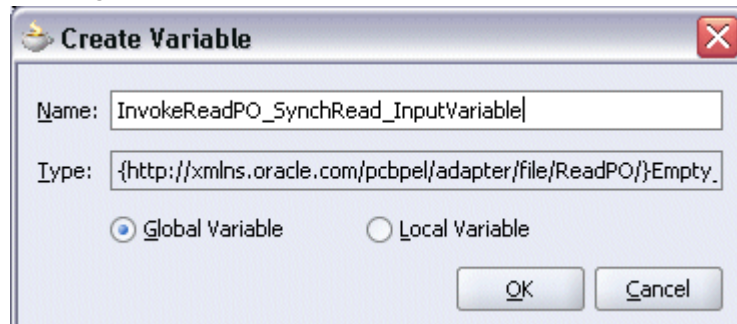 Create Variable
Name: InvokeReadPO_SynchRead_InputVariable
Type: {http://xmlns.oracle.com/pcbpel/adapter/file/ReadPO/}Empty_
Global Variable Local Variable
OK Cancel